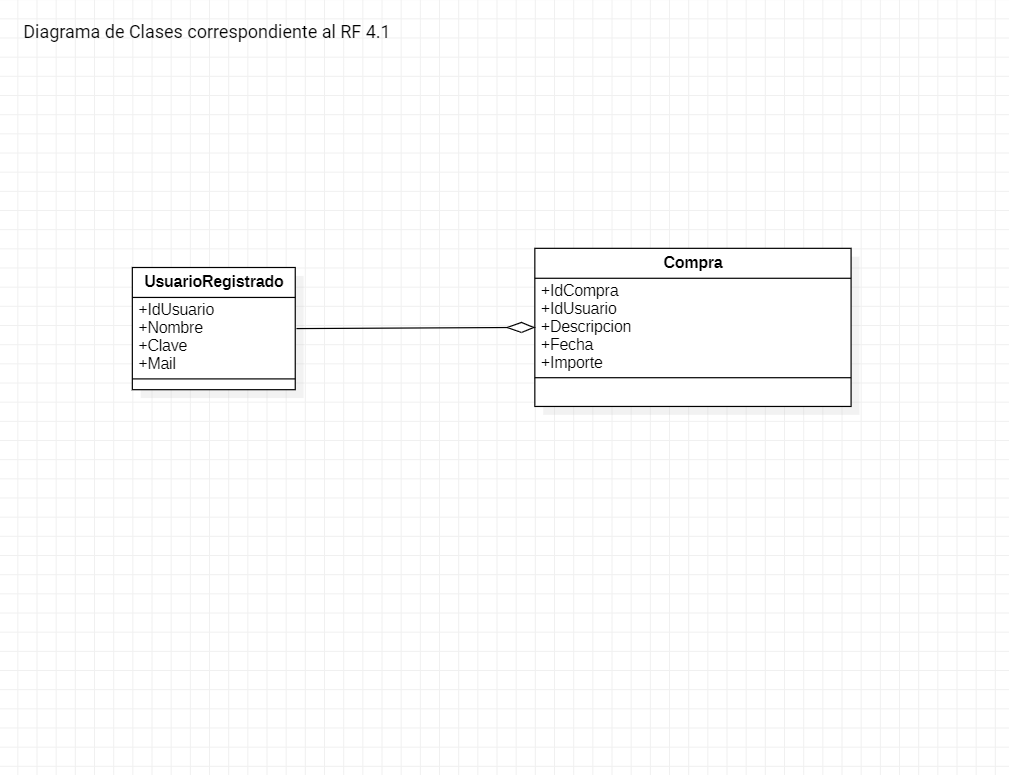 Diagrama de Clases correspondiente al RF 4.1
UsuarioRegistrado
+IdUsuario
+Nombre
+Clave
+Mail
Compra
+IdCompra
+IdUsuario
+Descripcion
+Fecha
+Importe